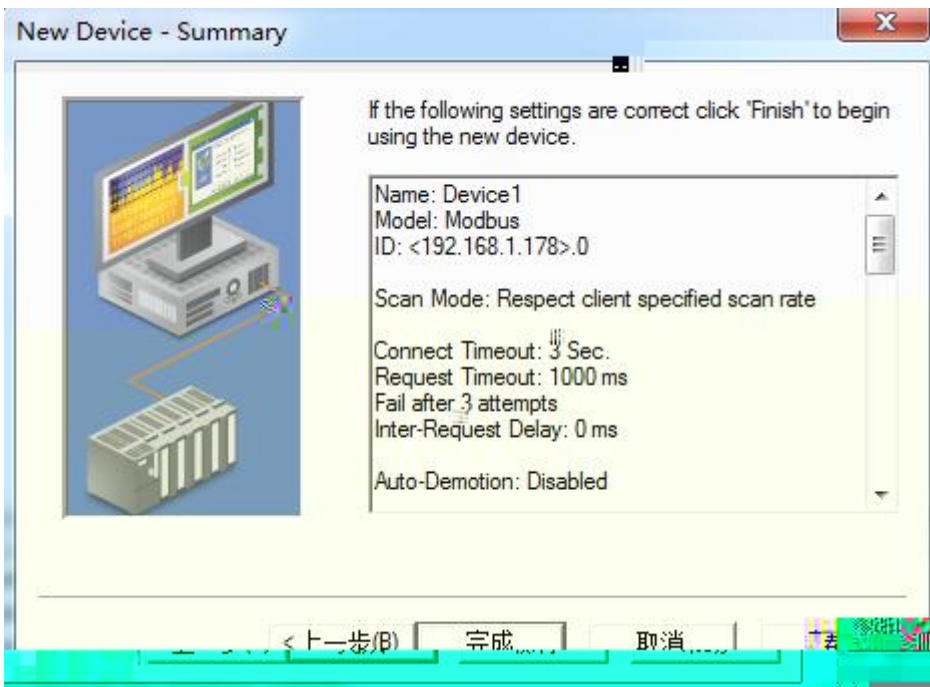 New Device - Summary
If the following settings are correct click 'Finish' to begin
using the new device.
Name: Device1
Model: Modbus
ID: <192.168.1.178>.0
Scan Mode: Respect client specified scan rate
Connect Timeout: 3 Sec.
Request Timeout: 1000 ms
Fail after 3 attempts
Inter-Request Delay: 0 ms
Auto-Demotion: Disabled
< 上一步(B) 完成 取消